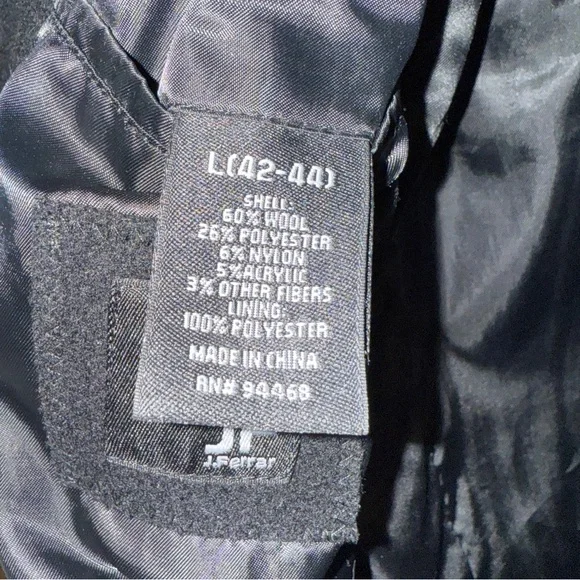 L(42-44)
SHELL:
60% WOOL
26% POLYESTER
6% NYLON
5% ACRYLIC
3% OTHER FIBERS
LINING:
100% POLYESTER
MADE IN CHINA
RN# 94468
J.Ferrar